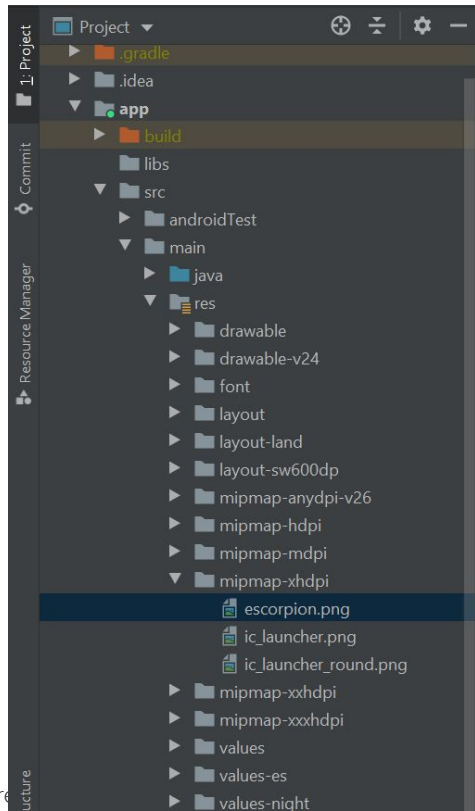 Project
.gradle
.idea
app
build
libs
src
androidTest
main
java
res
drawable
drawable-v24
font
layout
layout-land
layout-sw600dp
mipmap-anydpi-v26
mipmap-hdpi
mipmap-mdpi
mipmap-xhdpi
escorpion.png
ic_launcher.png
ic_launcher_round.png
mipmap-xxhdpi
mipmap-xxxhdpi
values
values-es
values-night
1: Project
Commit
Resource Manager